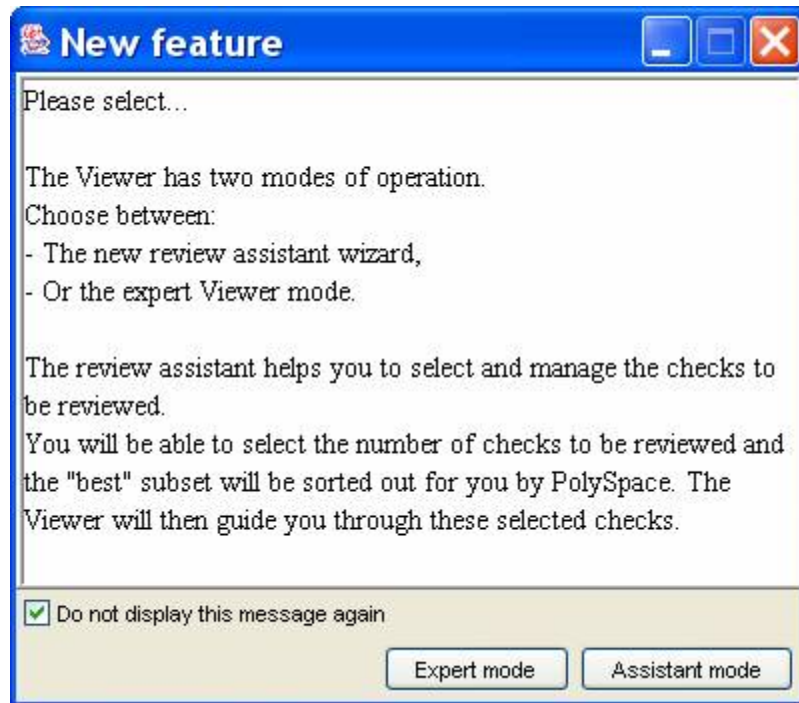 New feature
Please select...
The Viewer has two modes of operation.
Choose between:
- The new review assistant wizard,
- Or the expert Viewer mode.
The review assistant helps you to select and manage the checks to
be reviewed.
You will be able to select the number of checks to be reviewed and
the "best" subset will be sorted out for you by PolySpace. The
Viewer will then guide you through these selected checks.
Do not display this message again
Expert mode Assistant mode